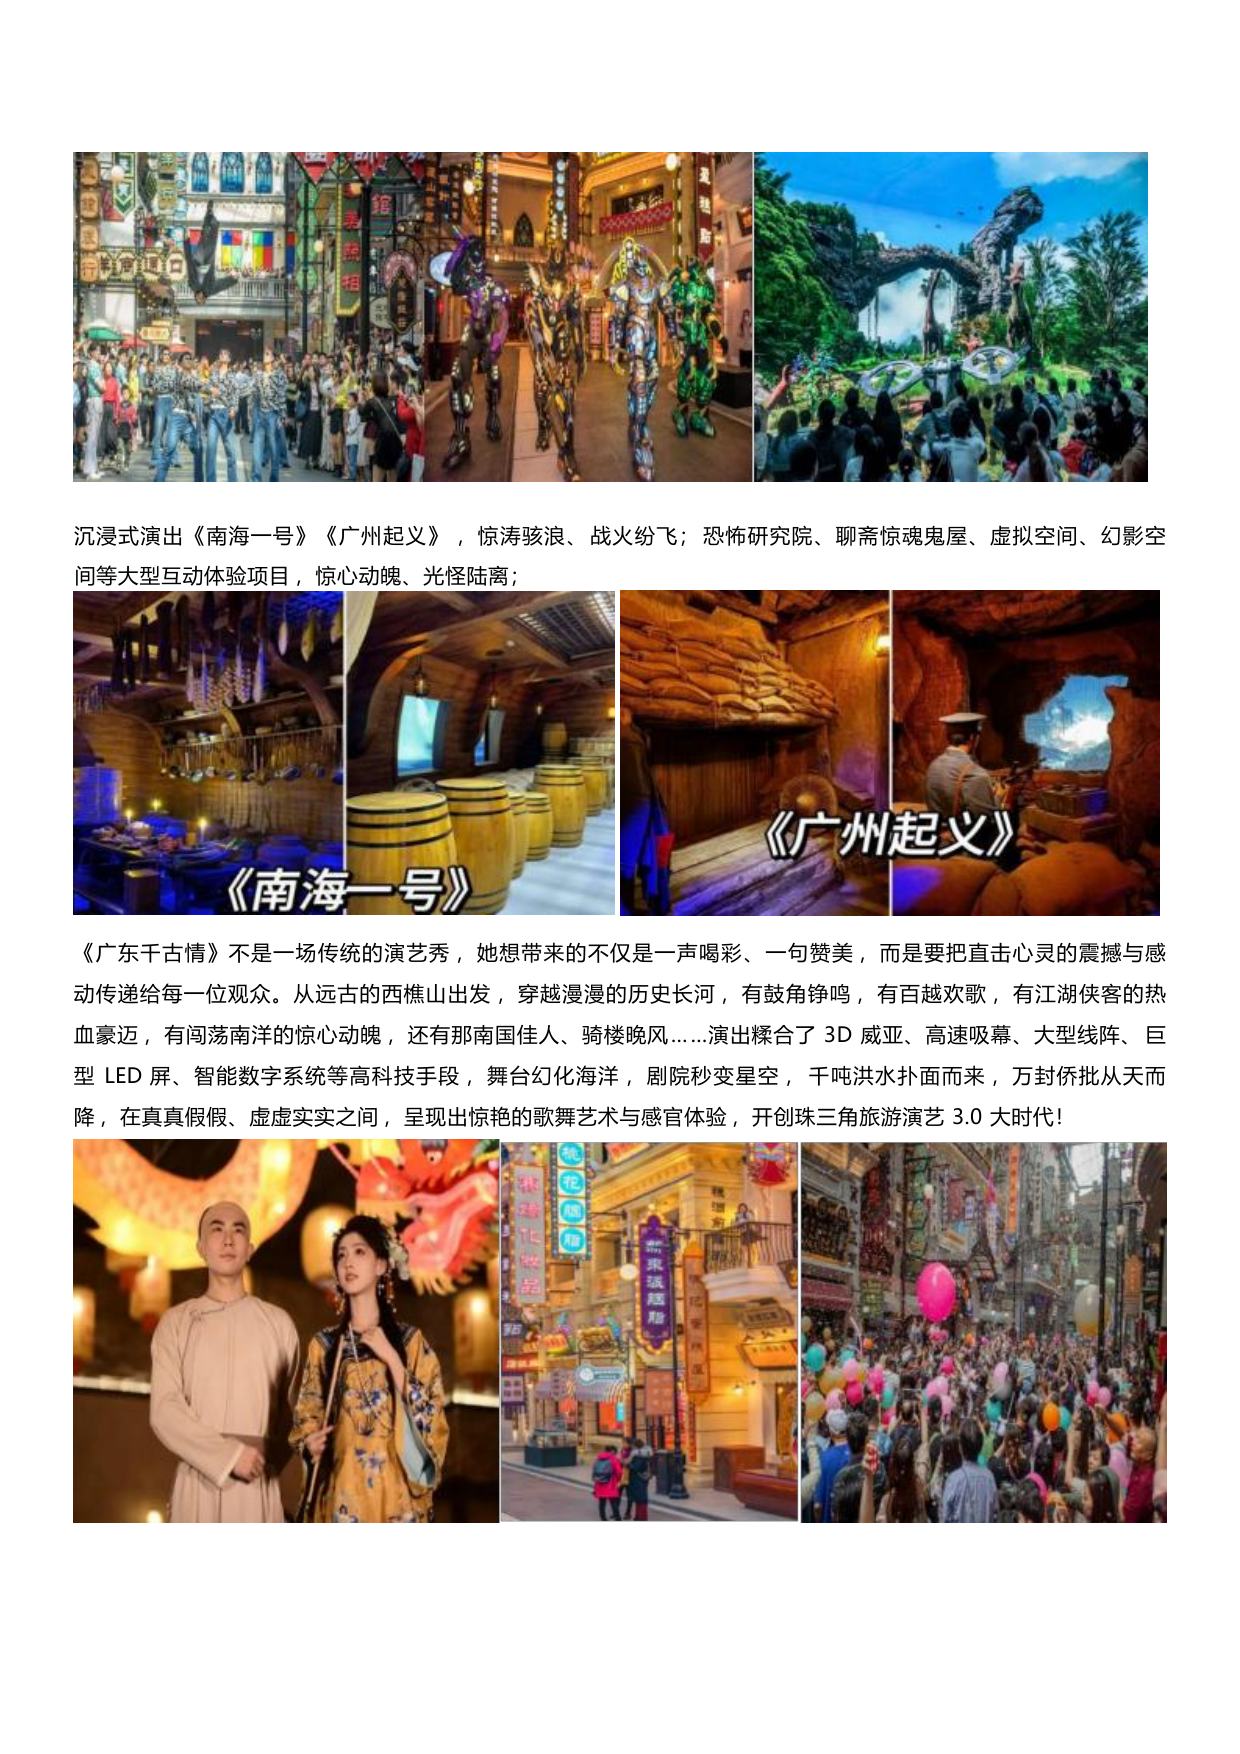 照相
館
沉浸式演出《南海一号》《广州起义》，惊涛骇浪、战火纷飞；恐怖研究院、聊斋惊魂鬼屋、虚拟空间、幻影空
间等大型互动体验项目，惊心动魄、光怪陆离；
《南海一号》
《广州起义》
《广东千古情》不是一场传统的演艺秀，她想带来的不仅是一声喝彩、一句赞美，而是要把直击心灵的震撼与感
动传递给每一位观众。从远古的西樵山出发，穿越漫漫的历史长河，有鼓角铮鸣，有百越欢歌，有江湖侠客的热
血豪迈，有闯荡南洋的惊心动魄，还有那南国佳人、骑楼晚风……演出糅合了 3D 威亚、高速吸幕、大型线阵、巨
型 LED 屏、智能数字系统等高科技手段，舞台幻化海洋，剧院秒变星空，千吨洪水扑面而来，万封侨批从天而
降，在真真假假、虚虚实实之间，呈现出惊艳的歌舞艺术与感官体验，开创珠三角旅游演艺 3.0 大时代！
桃花胭脂
化妝品
東派胭脂